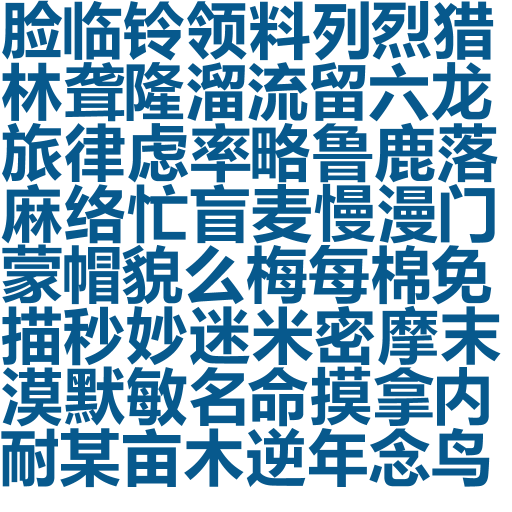 脸临铃领料列烈猎
林聋隆溜流留六龙
旅律虑率略鲁鹿落
麻络忙盲麦慢漫门
蒙帽貌么梅每棉免
描秒妙迷米密摩末
漠默敏名命摸拿内
耐某亩木逆年念鸟